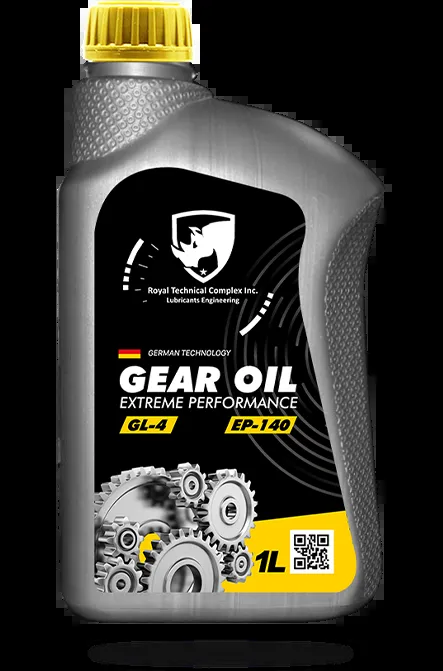 Royal Technical Complex Inc.
Lubricants Engineering
GERMAN TECHNOLOGY
GEAR OIL
EXTREME PERFORMANCE
GL-4 EP-140
1L